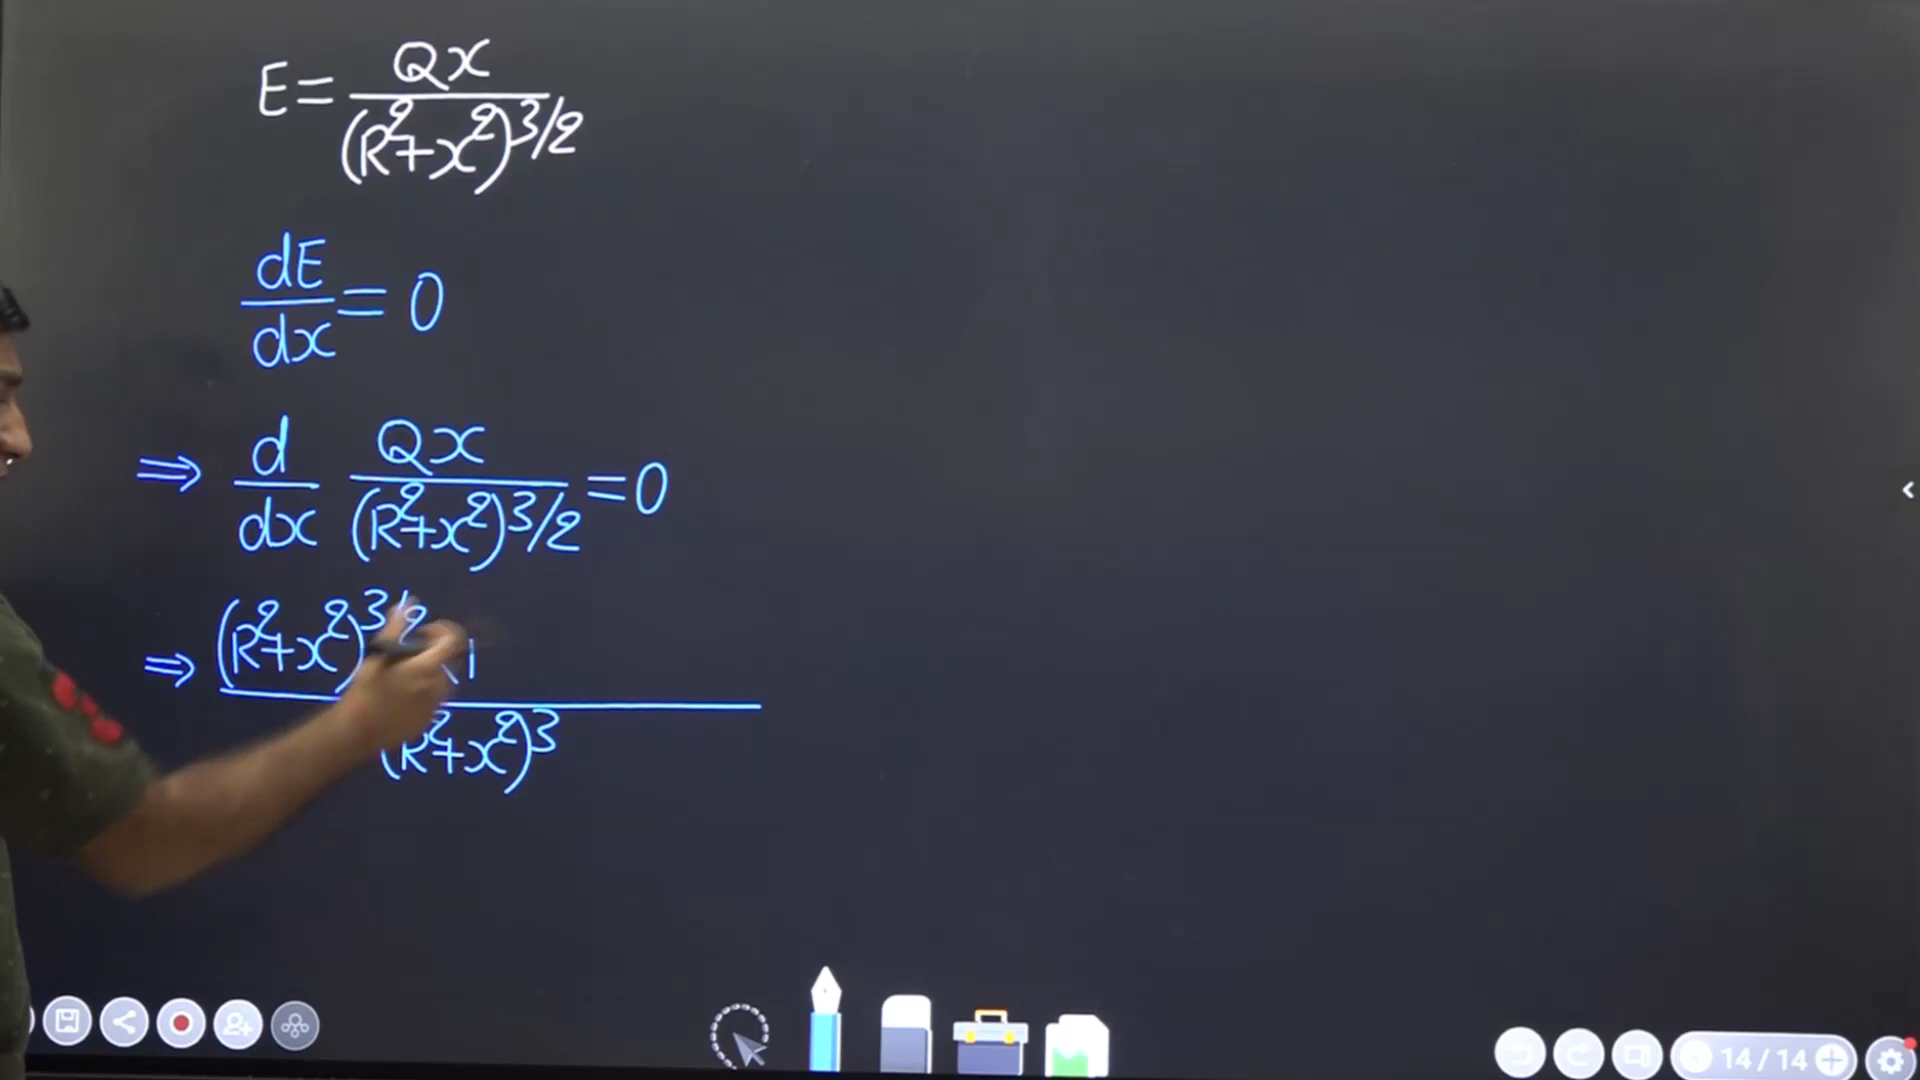 E = Qx / (R²+x²)^3/2
dE/dx = 0
⇒ d/dx Qx / (R²+x²)^3/2 = 0
⇒ (R²+x²)^3/2 1 / (R²+x²)^3
14 / 14